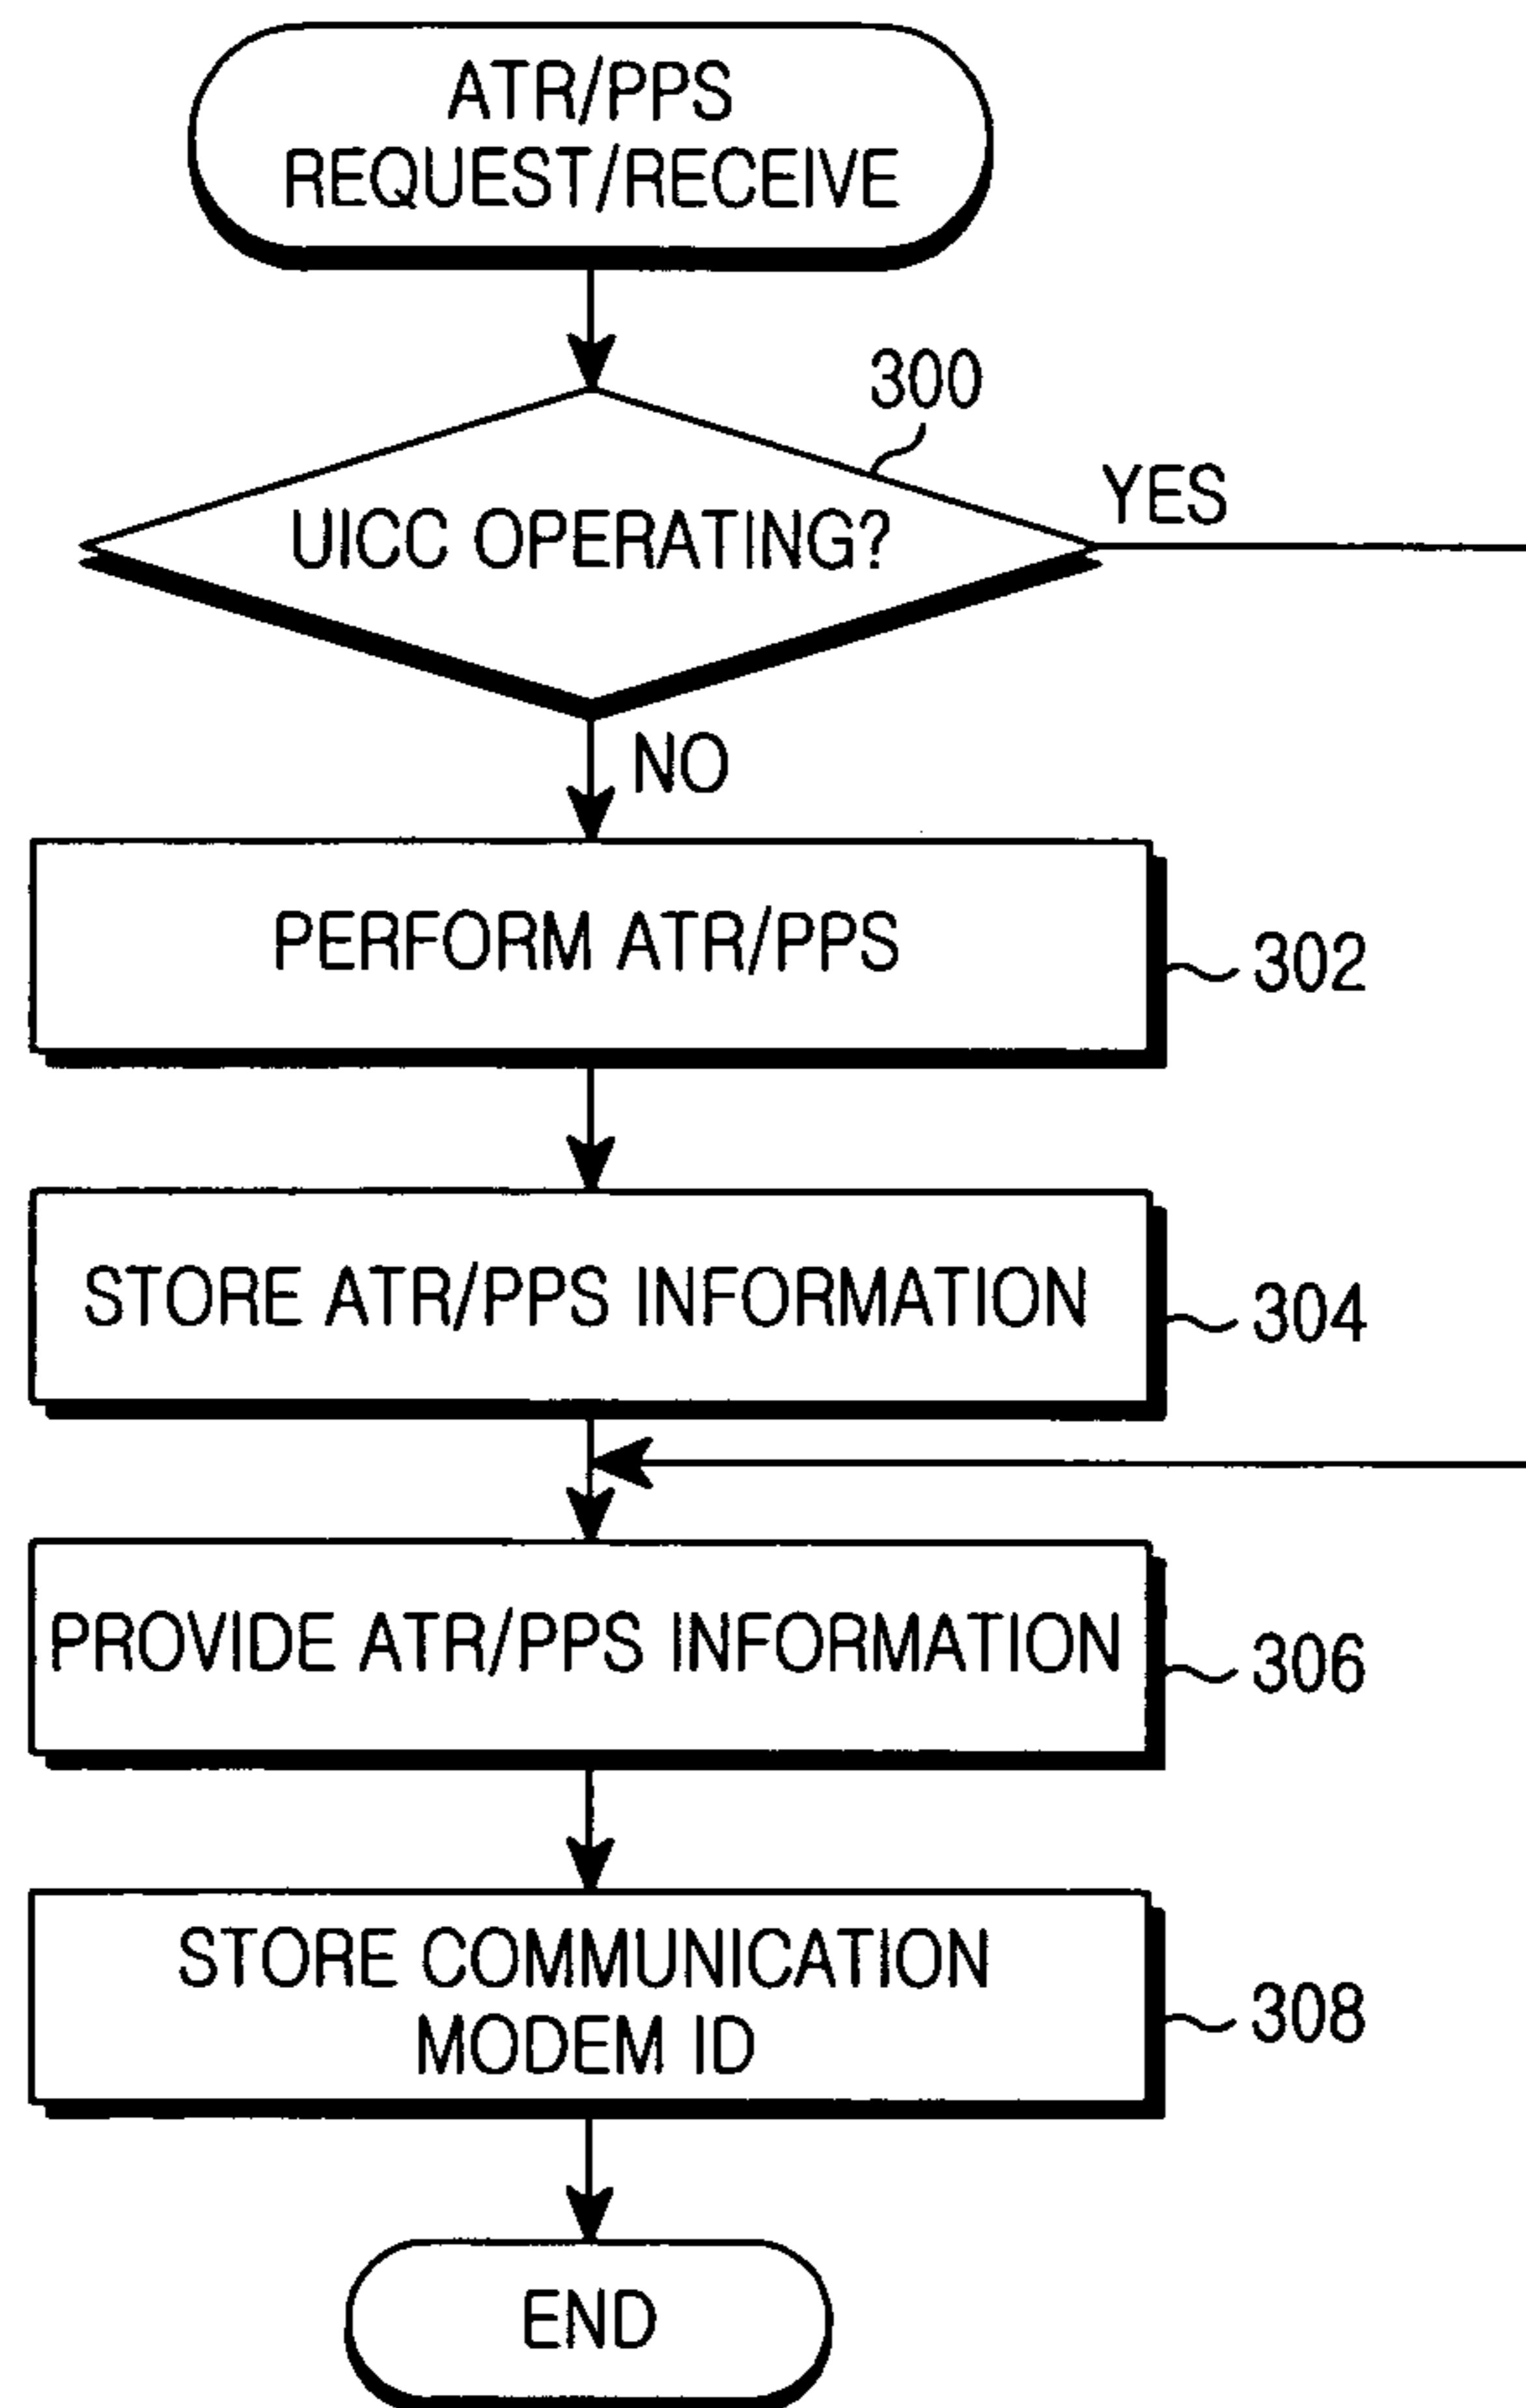 ATR/PPS
REQUEST/RECEIVE
300
YES
UICC OPERATING?
NO
PERFORM ATR/PPS
302
STORE ATR/PPS INFORMATION
304
PROVIDE ATR/PPS INFORMATION
306
STORE COMMUNICATION
MODEM ID
308
END